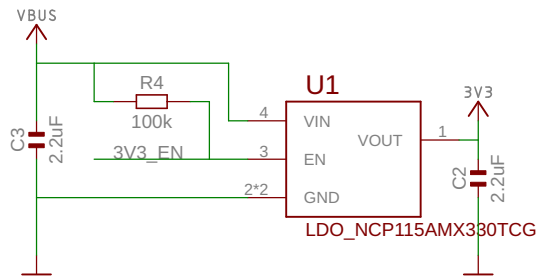 VBUS
R4
100k
C3
2.2uF
3V3_EN
U1
4
VIN
3
EN
2*2
GND
VOUT
1
3V3
C2
2.2uF
LDO_NCP115AMX330TCG